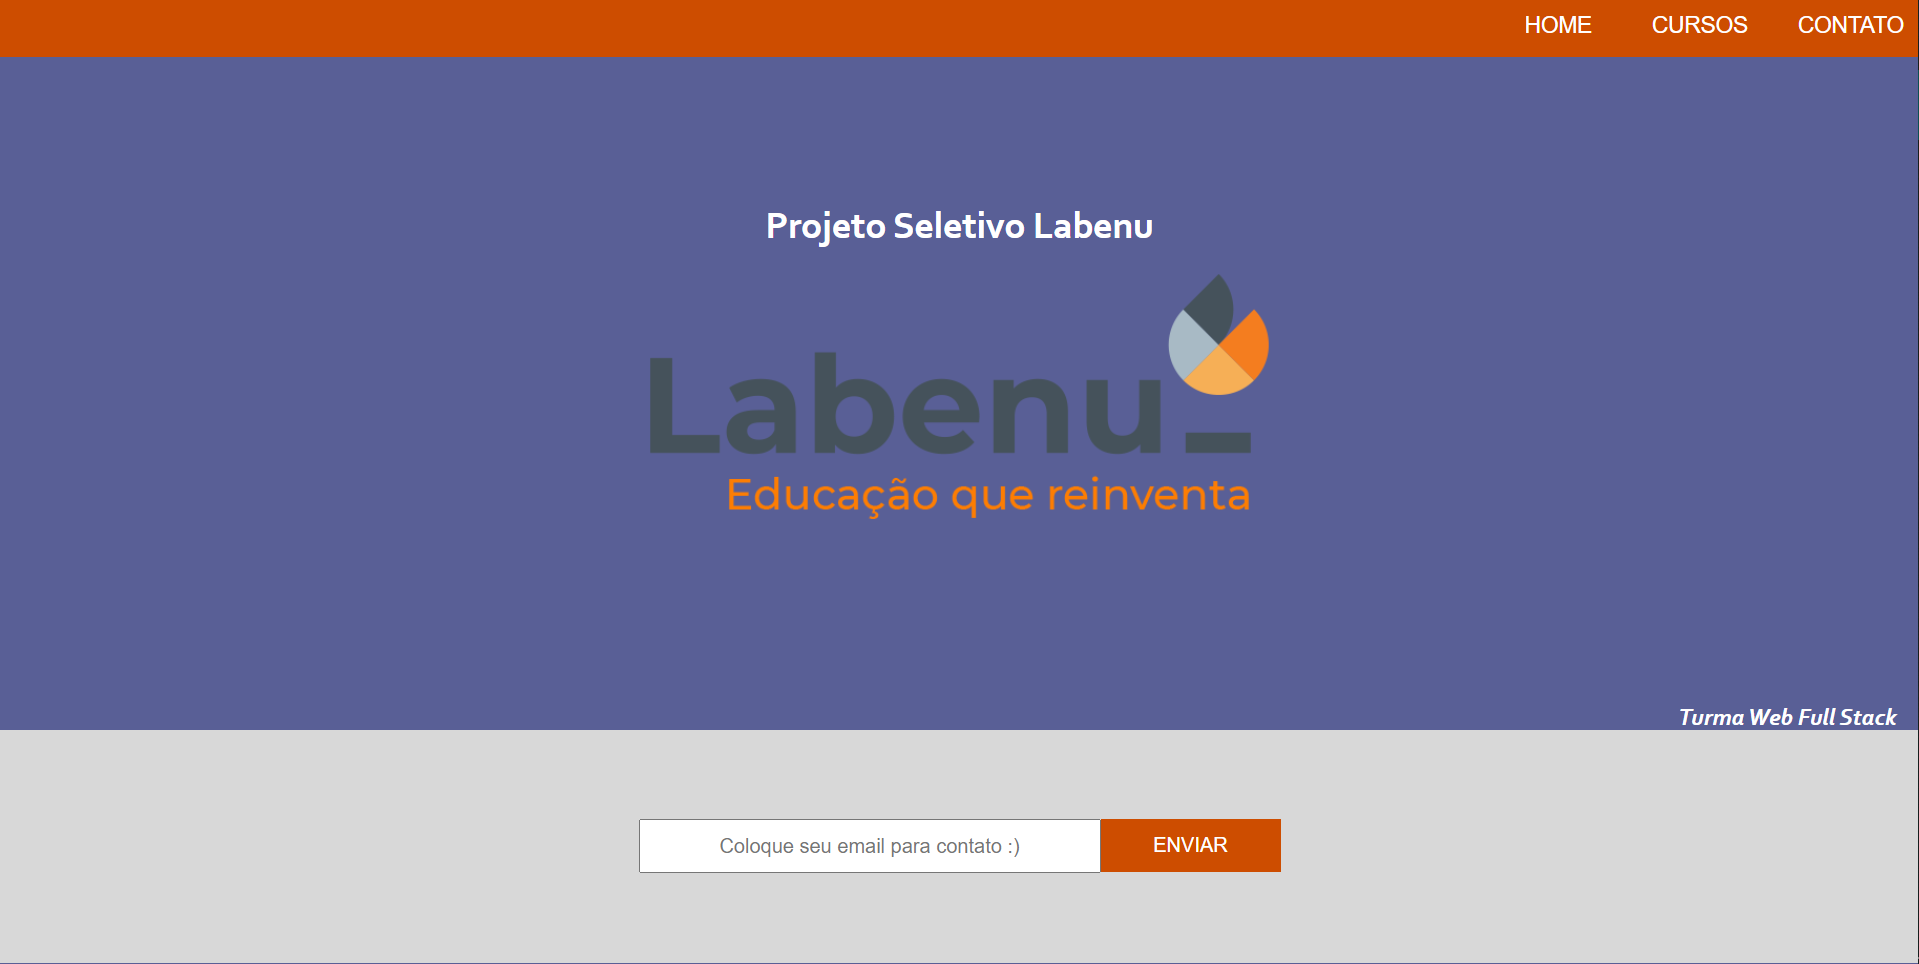 HOME CURSOS CONTATO
Projeto Seletivo Labenu
Labenu_
Educação que reinventa
Turma Web Full Stack
Coloque seu email para contato :) ENVIAR